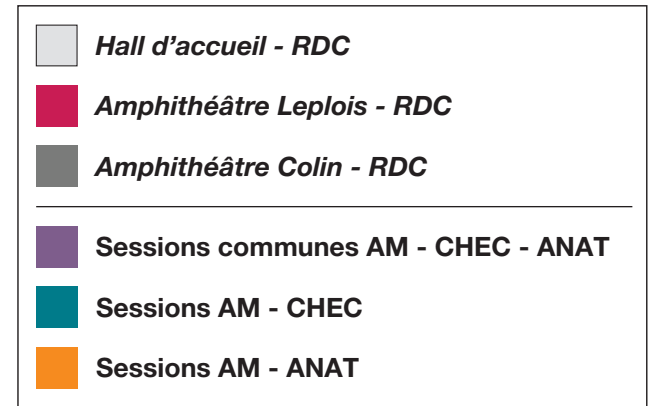 Hall d’accueil - RDC
Amphithéâtre Leplois - RDC
Amphithéâtre Colin - RDC
Sessions communes AM - CHEC - ANAT
Sessions AM - CHEC
Sessions AM - ANAT